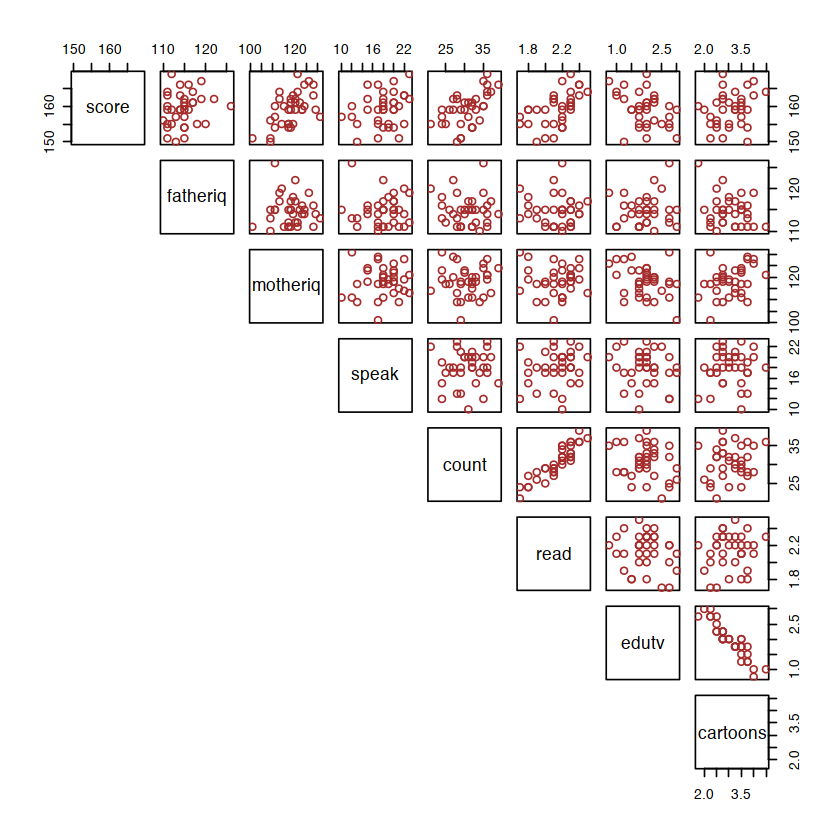 150 160 110 120 100 120 10 16 22 25 35 1.8 2.2 1.0 2.5 2.0 3.5
score 150 160 150 160
fatheriq 110 120
motheriq 100 120
speak 10 16 22
count 25 35
read 1.8 2.2
edutv 1.0 2.5
cartoons 2.0 3.5
2.0 3.5